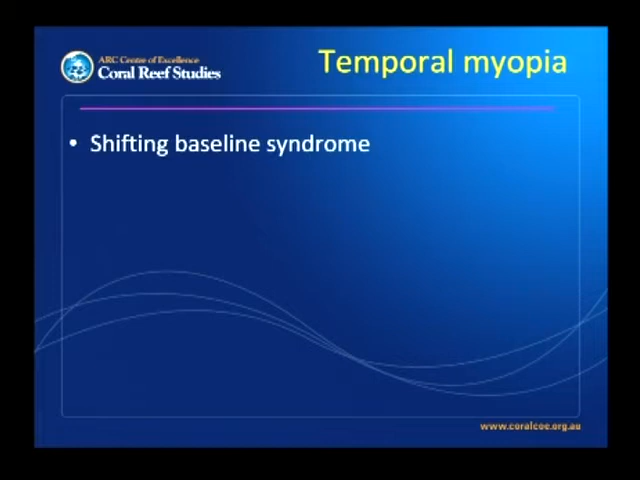 ARC Centre of Excellence
Coral Reef Studies
Temporal myopia
• Shifting baseline syndrome
www.coralcoe.org.au